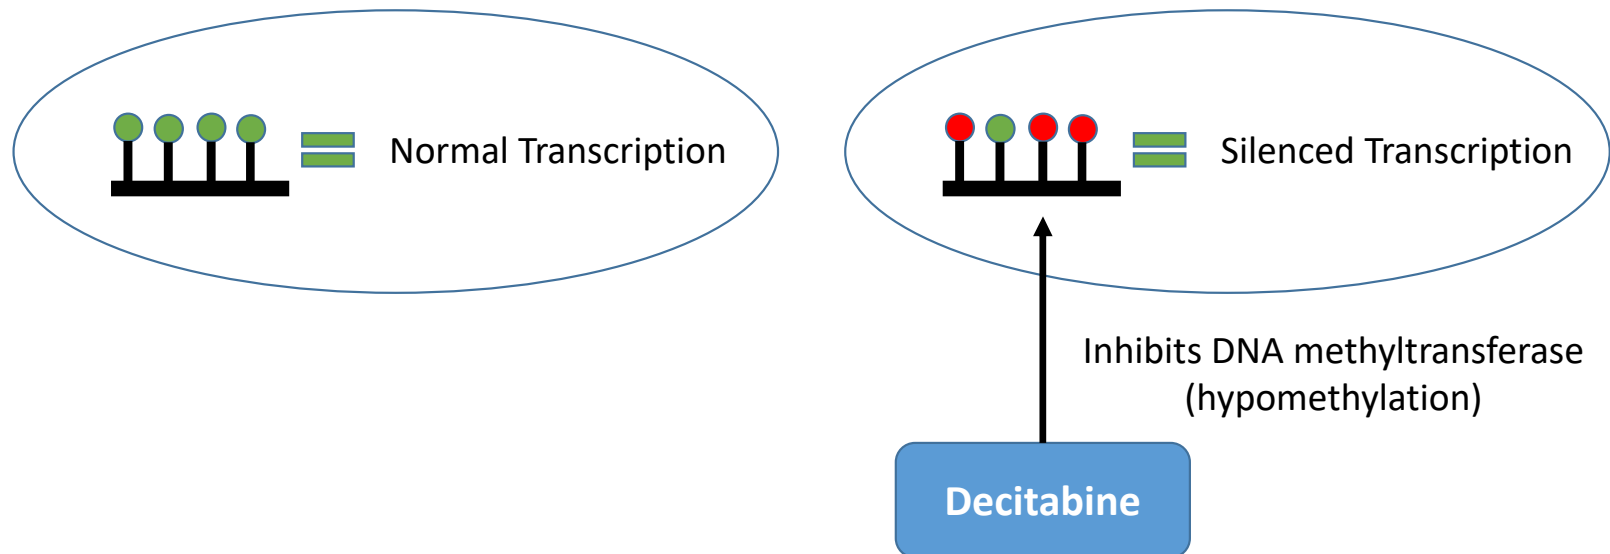 Normal Transcription
Silenced Transcription
Inhibits DNA methyltransferase
(hypomethylation)
Decitabine